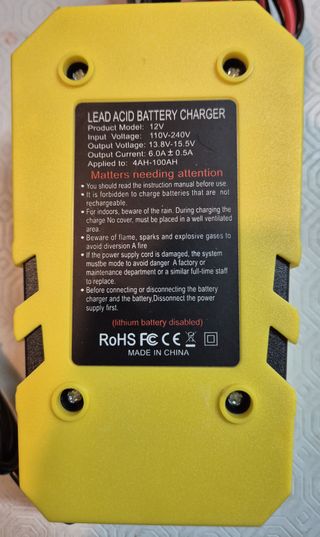 LEAD ACID BATTERY CHARGER
Product Model: 12V
Input Voltage: 110V-240V
Output Voltage: 13.8V-15.5V
Output Current: 6.0A ± 0.5A
Applied to: 4AH-100AH
Matters needing attention
• You should read the instruction manual before use.
• It is forbidden to charge batteries that are not
rechargeable.
• For indoors, beware of the rain. During charging the
charge No cover, must be placed in a well ventilated
area.
• Beware of flame, sparks and explosive gases to
avoid diversion A fire
• If the power supply cord is damaged, the system
mustbe mode to avoid danger A factory or
maintenance department or a similar full-time staff
to replace.
• Before connecting or disconnecting the battery
charger and the battery,Disconnect the power
supply first.
(lithium battery disabled)
RoHS FC CE
MADE IN CHINA